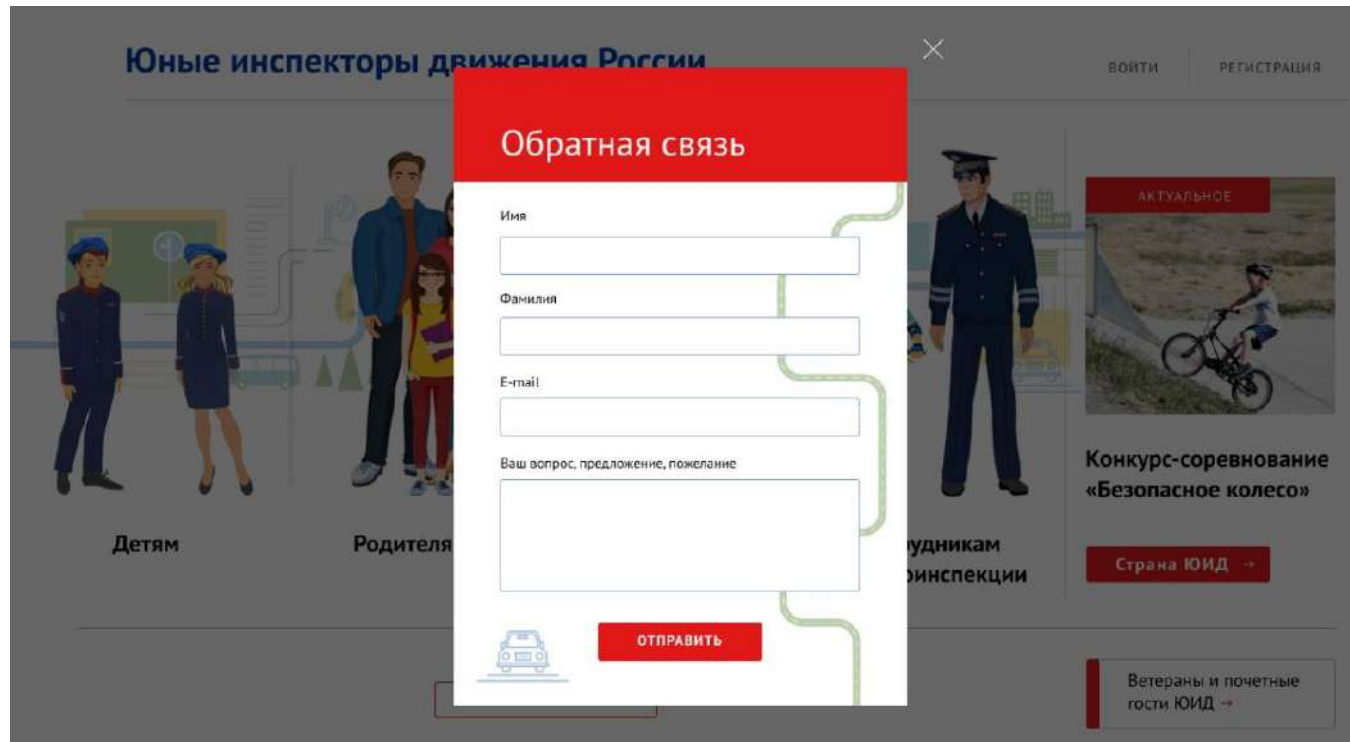 Юные инспекторы движения России
ВОЙТИ
РЕГИСТРАЦИЯ
Обратная связь
Имя
Фамилия
E-mail
Ваш вопрос, предложение, пожелание
ОТПРАВИТЬ
Детям
Родителя
рудникам
оинспекции
АКТУАЛЬНОЕ
Конкурс-соревнование
«Безопасное колесо»
Страна ЮИД →
Ветераны и почетные
гости ЮИД →